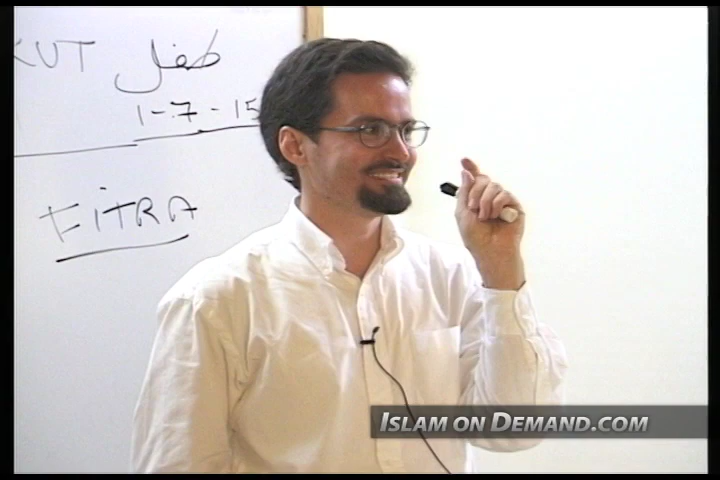 KUT طفل
1-7-15
FiTRA
ISLAM ON DEMAND.COM